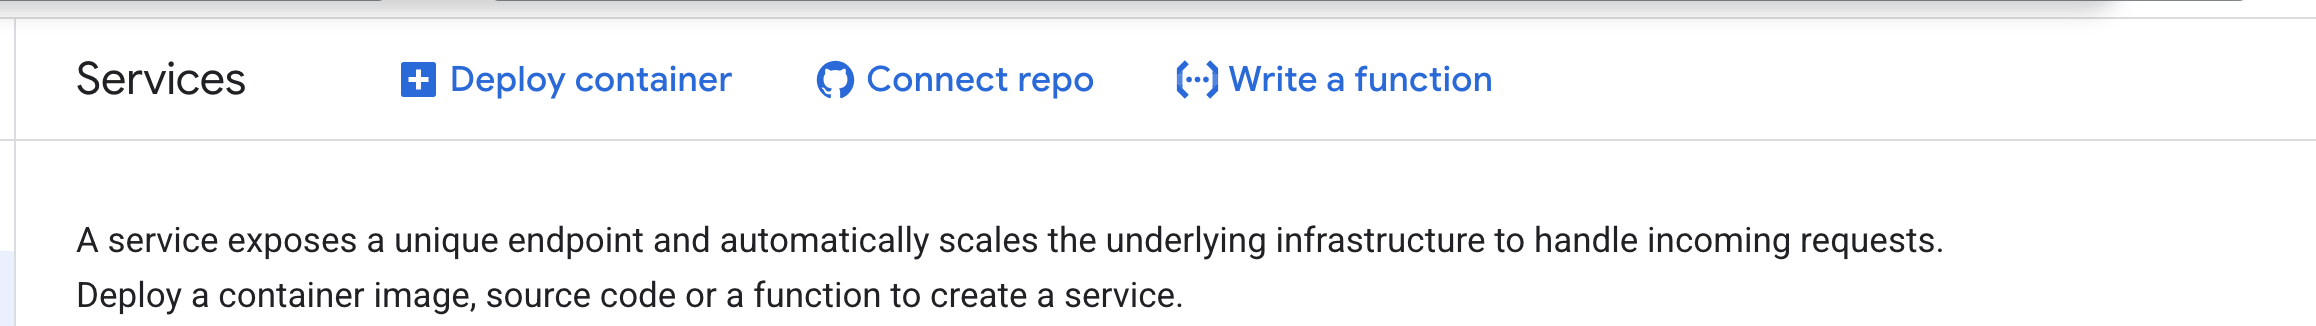 Services
Deploy container
Connect repo
Write a function
A service exposes a unique endpoint and automatically scales the underlying infrastructure to handle incoming requests.
Deploy a container image, source code or a function to create a service.